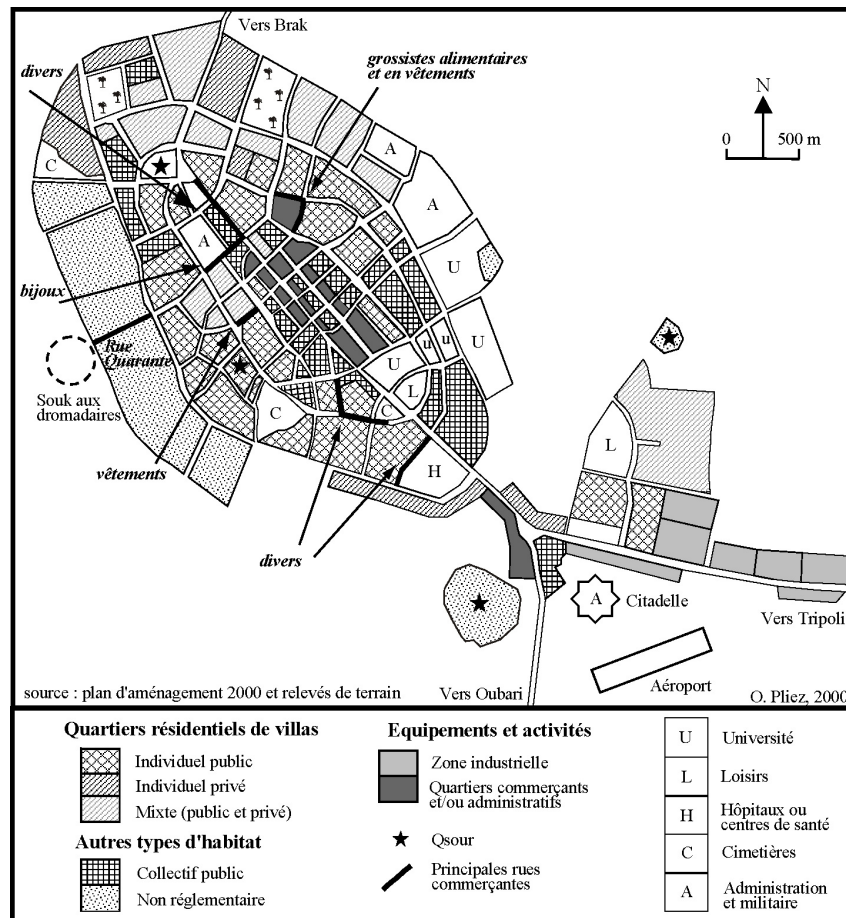 Vers Brak
divers
grossistes alimentaires
et en vêtements
N
0 500 m
A
C
A
A
U
bijoux
Rue
Quarante
u
u
U
U
Souk aux
dromadaires
L
C
C
L
vêtements
H
divers
A
Citadelle
Vers Tripoli
Aéroport
source : plan d'aménagement 2000 et relevés de terrain
Vers Oubari
O. Pliez, 2000
Quartiers résidentiels de villas
Individuel public
Individuel privé
Mixte (public et privé)
Autres types d'habitat
Collectif public
Non réglementaire
Equipements et activités
Zone industrielle
Quartiers commerçants
et/ou administratifs
Qsour
Principales rues
commerçantes
U Université
L Loisirs
H Hôpitaux ou
centres de santé
C Cimetières
A Administration
et militaire